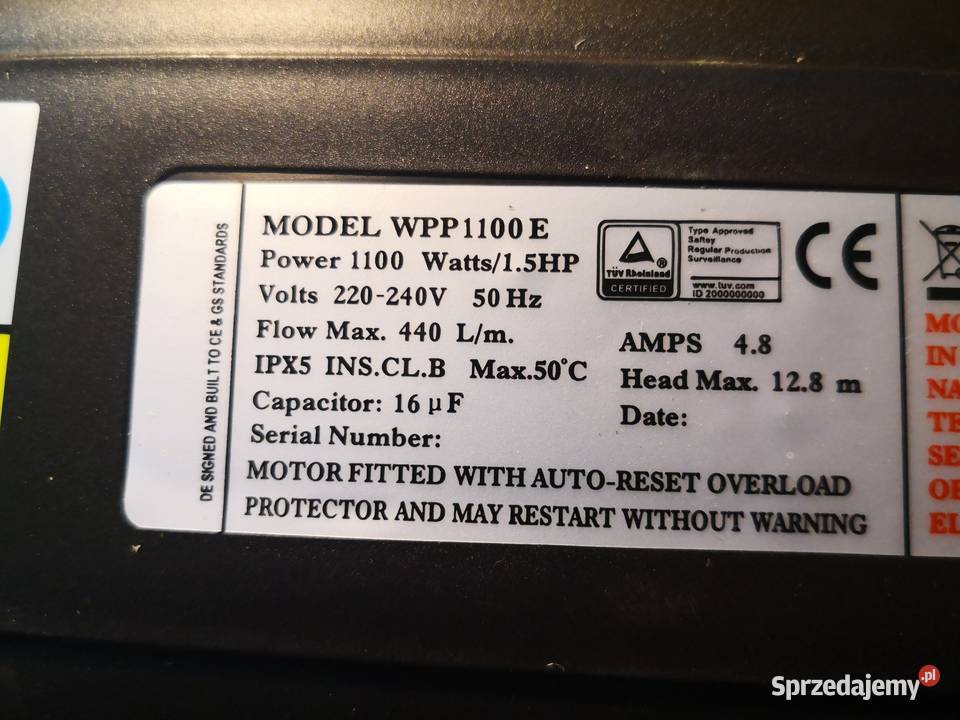 DESIGNED AND BUILT TO CE & GS STANDARDS
MODEL WPP1100E
Power 1100 Watts/1.5HP
Volts 220-240V 50 Hz
Flow Max. 440 L/m.
IPX5 INS.CL.B Max.50°C
Capacitor: 16 µF
Serial Number:
TÜV Rheinland ®
CERTIFIED
Type Approved
Saftey
Regular Production
Surveillance
www.tuv.com
ID 2000000000
CE
AMPS 4.8
Head Max. 12.8 m
Date:
MOTOR FITTED WITH AUTO-RESET OVERLOAD
PROTECTOR AND MAY RESTART WITHOUT WARNING
IN
Sprzedajemy.pl